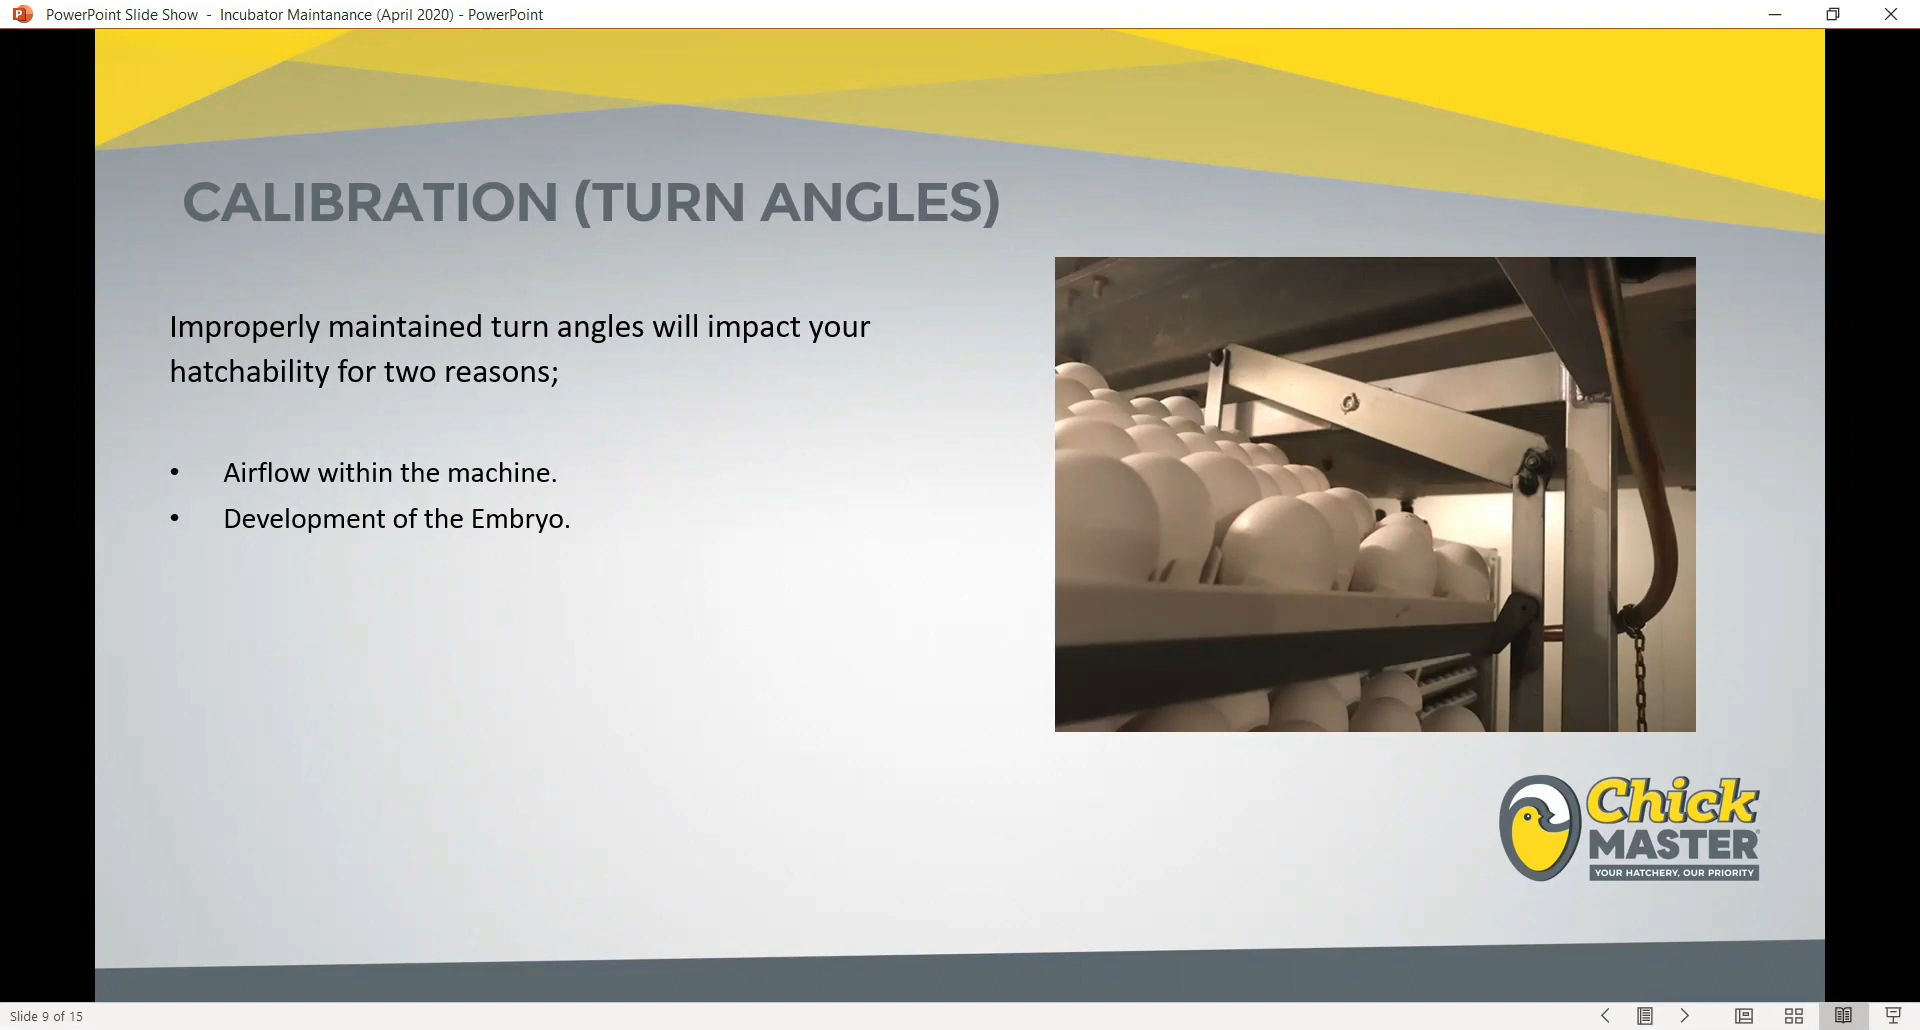 PowerPoint Slide Show - Incubator Maintanance (April 2020) - PowerPoint
CALIBRATION (TURN ANGLES)
Improperly maintained turn angles will impact your
hatchability for two reasons;
• Airflow within the machine.
• Development of the Embryo.
Chick
MASTER
YOUR HATCHERY, OUR PRIORITY
Slide 9 of 15